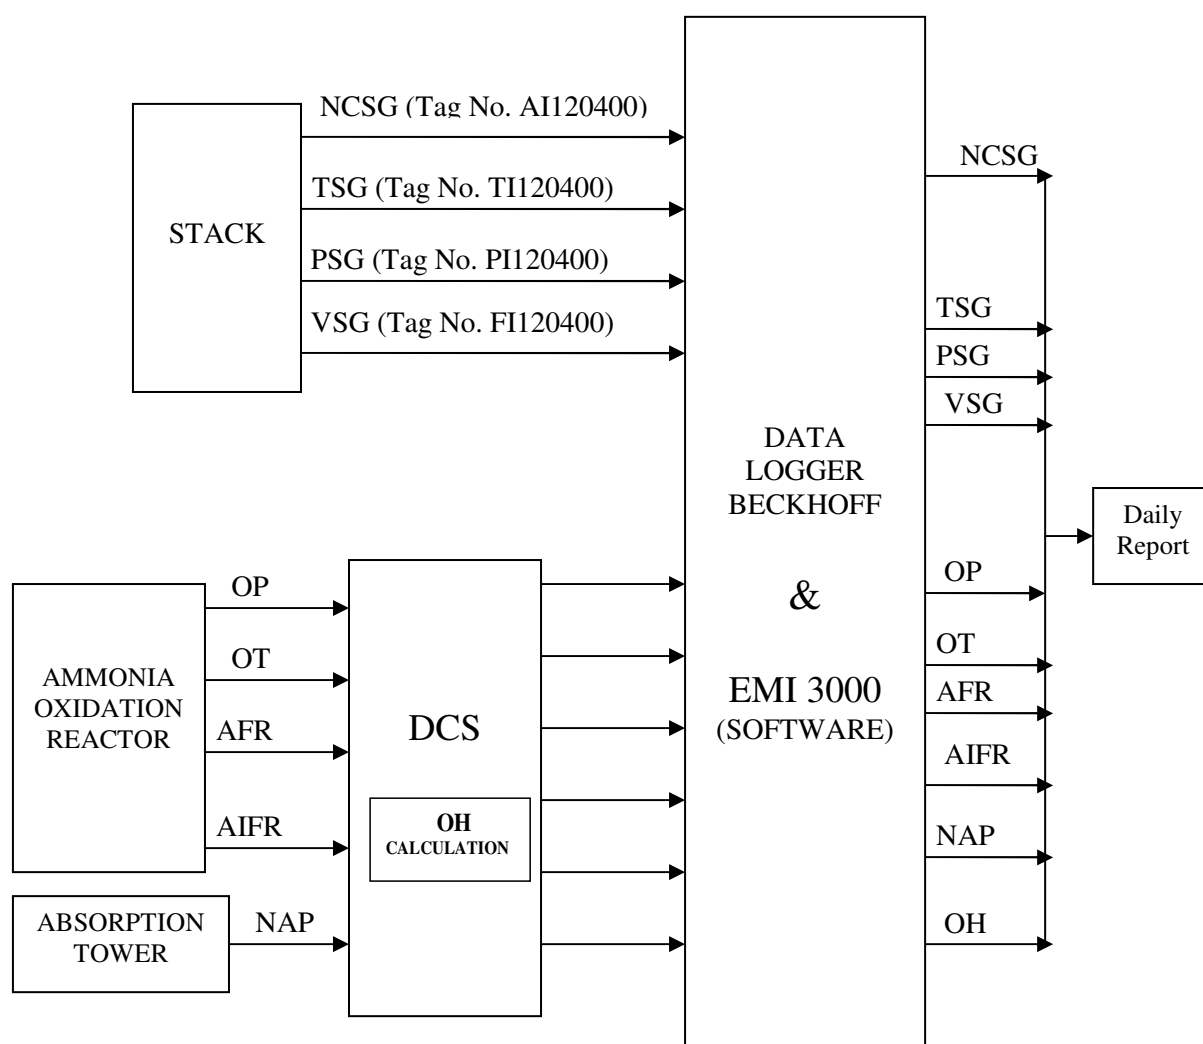 NCSG (Tag No. AI120400)
TSG (Tag No. TI120400)
STACK
PSG (Tag No. PI120400)
VSG (Tag No. FI120400)
NCSG
TSG
PSG
VSG
DATA
LOGGER
BECKHOFF
&
EMI 3000
(SOFTWARE)
Daily
Report
OP
OT
AFR
AIFR
NAP
OH
AMMONIA
OXIDATION
REACTOR
OP
OT
AFR
AIFR
DCS
OH
CALCULATION
ABSORPTION
TOWER
NAP